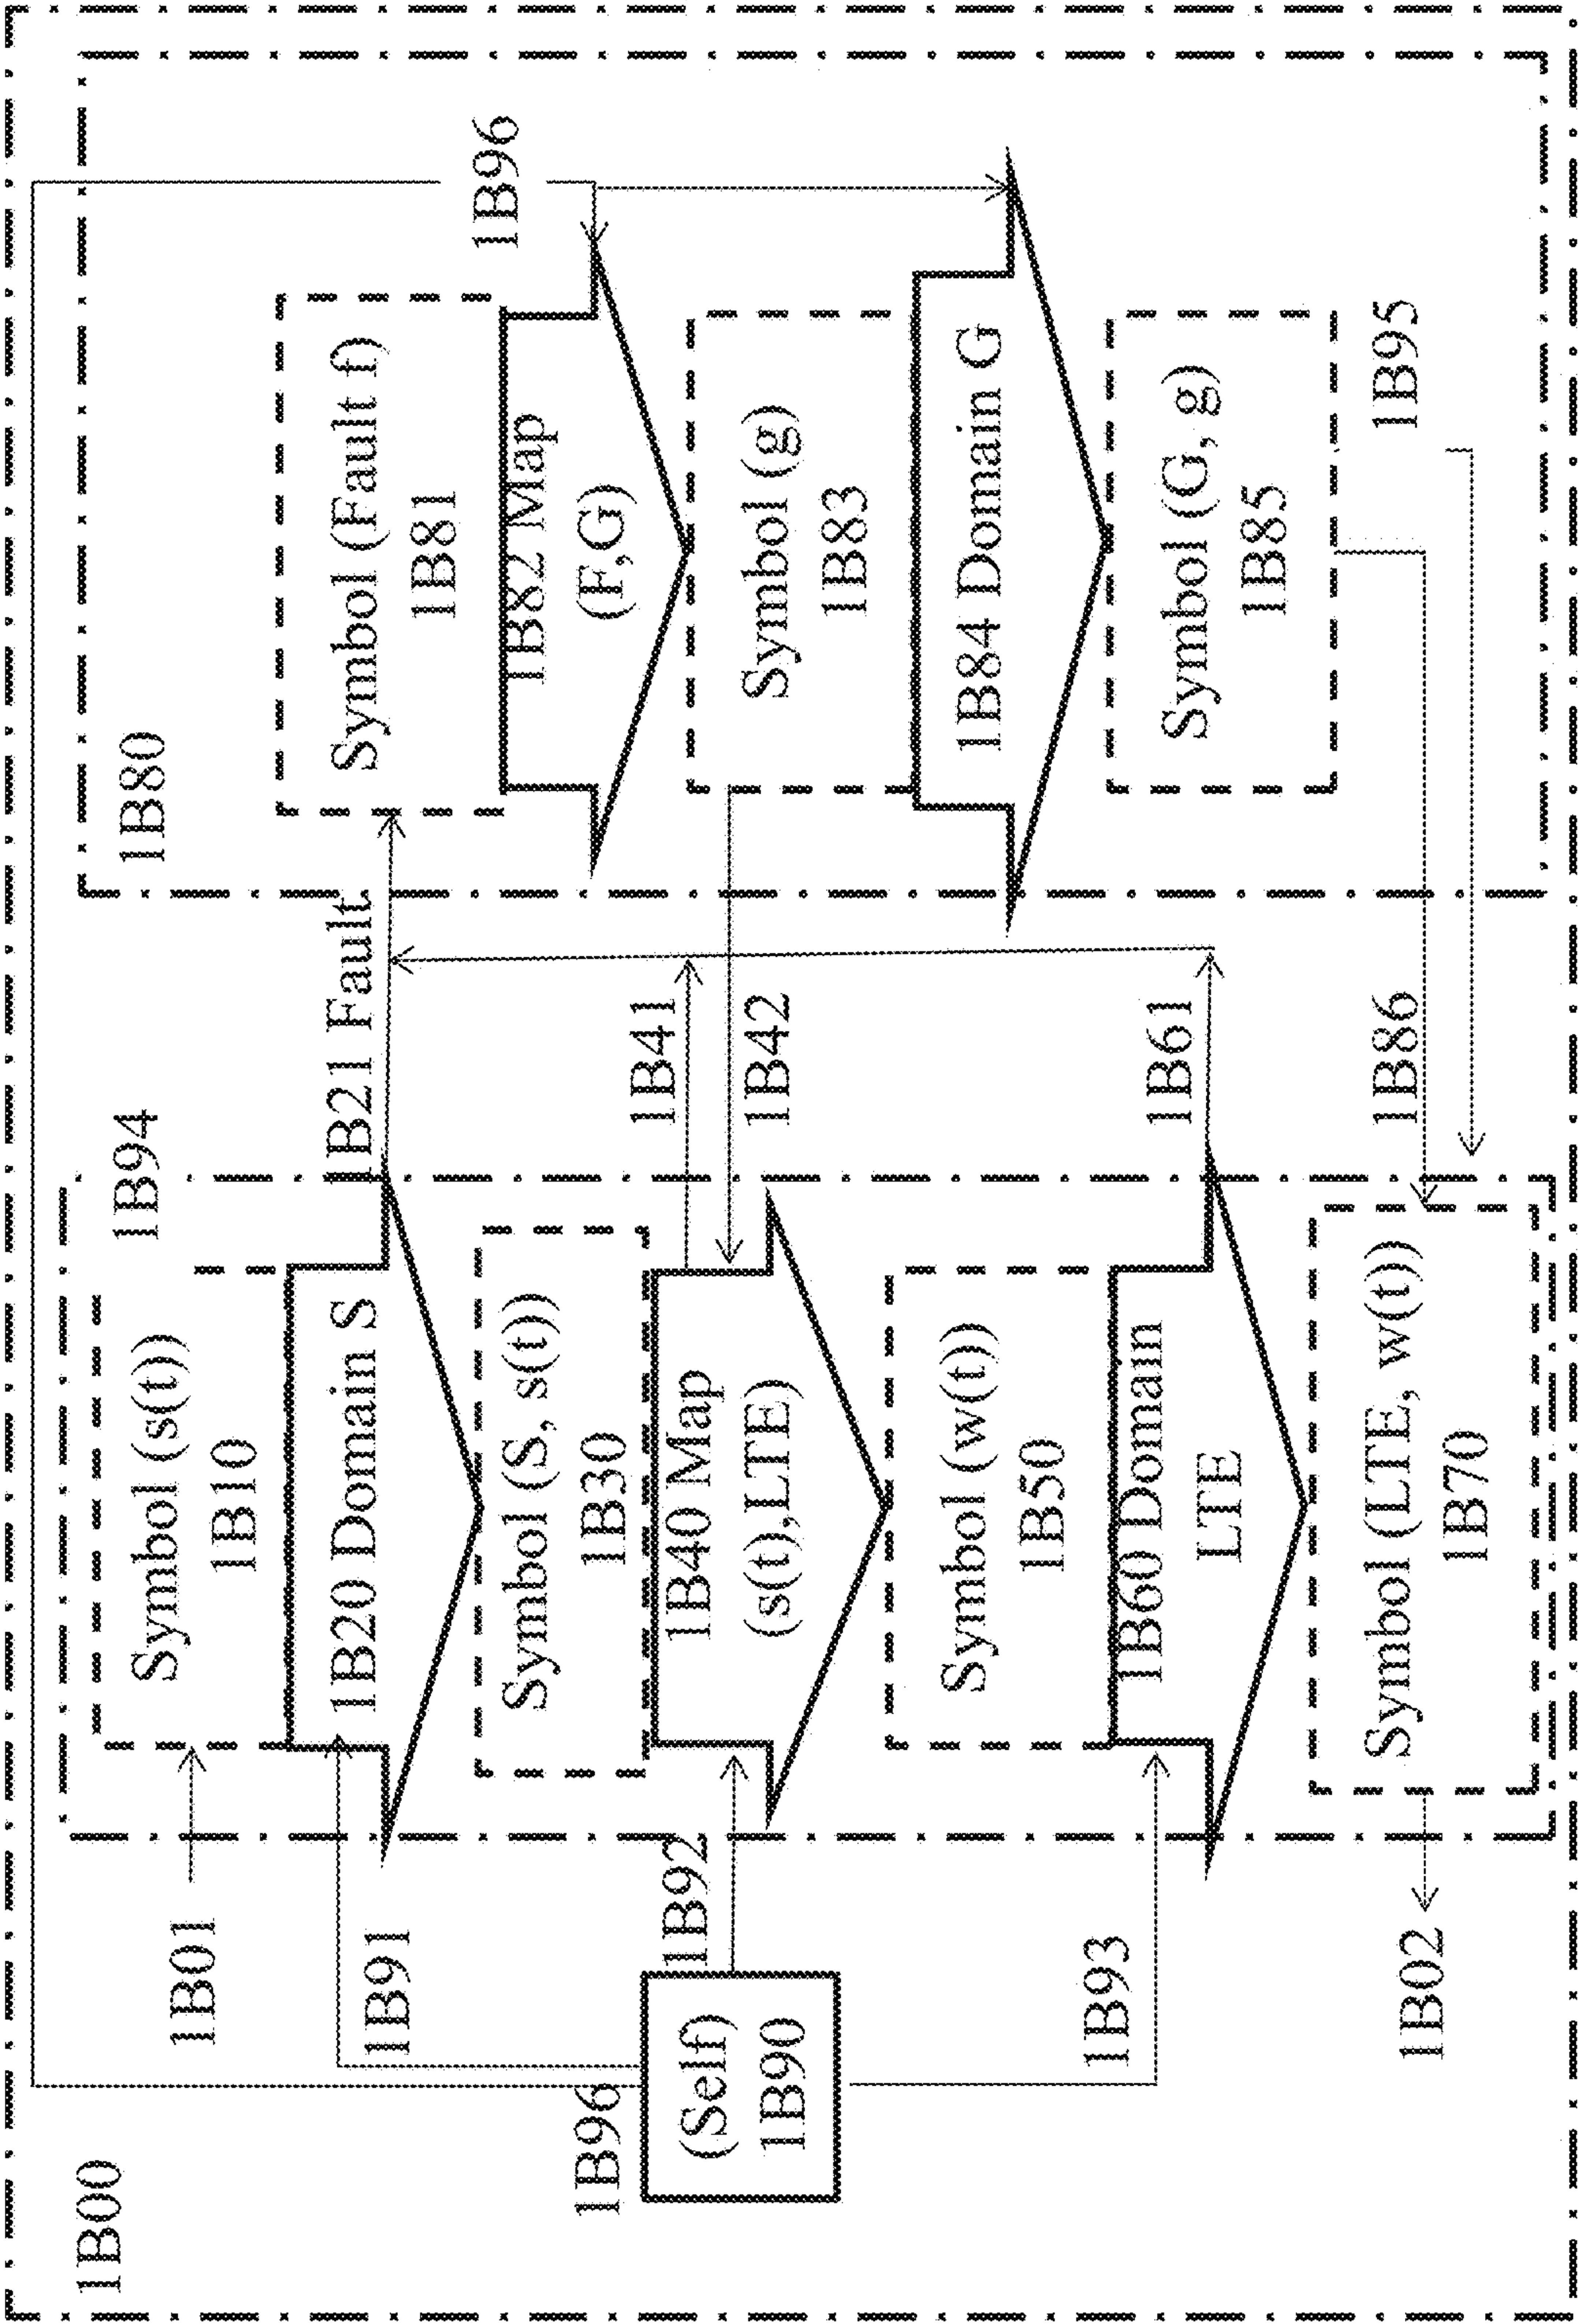 1B00
1B01
1B91
1B96
(Self)
1B90
1B92
1B93
1B02
1B94
Symbol (s(t))
1B10
1B20 Domain S
Symbol (S, s(t))
1B30
1B40 Map
(s(t),LTE)
Symbol (w(t))
1B50
1B60 Domain
LTE
Symbol (LTE, w(t))
1B70
1B21 Fault
1B41
1B42
1B61
1B86
1B80
1B96
Symbol (Fault f)
1B81
1B82 Map
(F,G)
Symbol (g)
1B83
1B84 Domain G
Symbol (G, g)
1B85
1B95